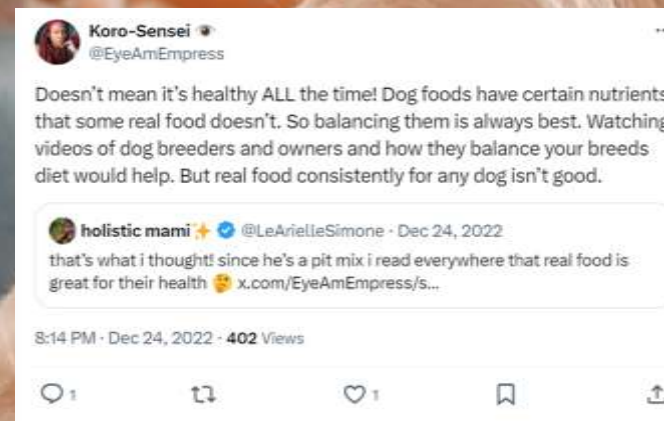 Koro-Sensei 👁
@EyeAmEmpress
Doesn't mean it's healthy ALL the time! Dog foods have certain nutrients
that some real food doesn't. So balancing them is always best. Watching
videos of dog breeders and owners and how they balance your breeds
diet would help. But real food consistently for any dog isn't good.
holistic mami✨ @LeArielleSimone · Dec 24, 2022
that's what i thought! since he's a pit mix i read everywhere that real food is
great for their health 🤔 x.com/EyeAmEmpress/s...
8:14 PM · Dec 24, 2022 · 402 Views
1 1